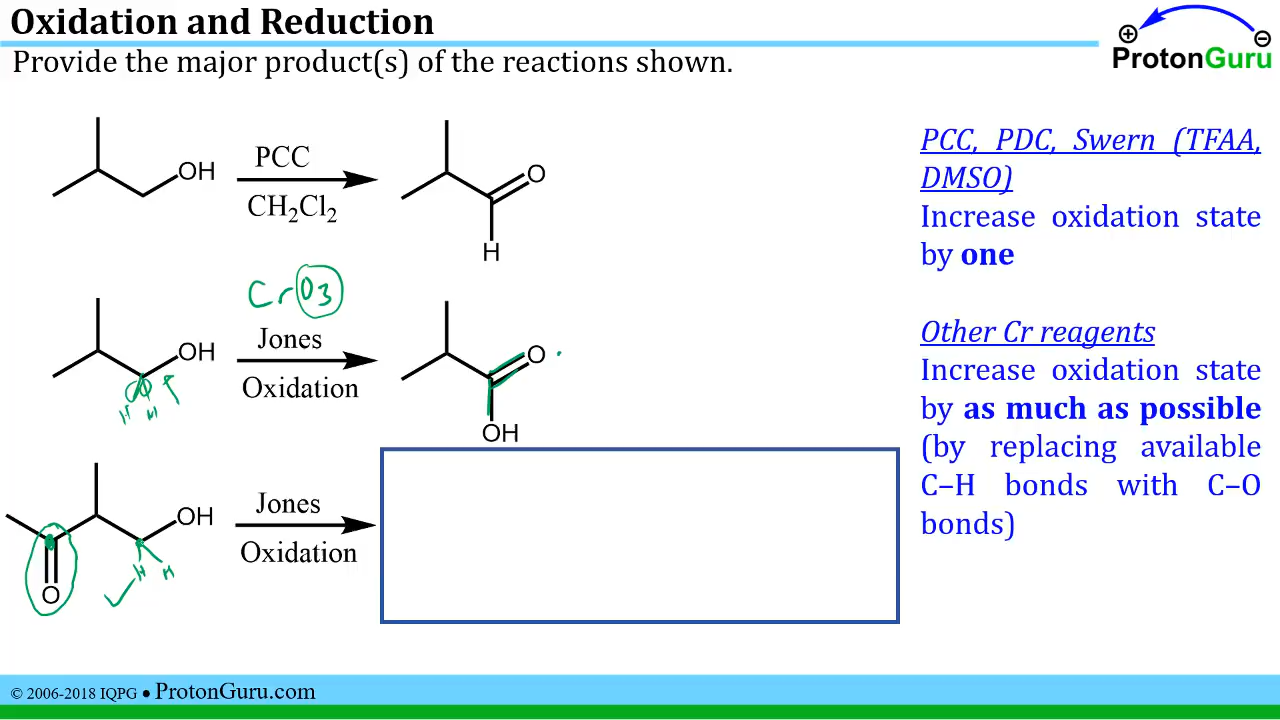 Oxidation and Reduction
ProtonGuru
Provide the major product(s) of the reactions shown.
OH
PCC
CH2Cl2
O
H
CrO3
OH
H H
Jones
Oxidation
O
OH
OH
O
H H
Jones
Oxidation
PCC, PDC, Swern (TFAA,
DMSO)
Increase oxidation state
by one
Other Cr reagents
Increase oxidation state
by as much as possible
(by replacing available
C–H bonds with C–O
bonds)
© 2006-2018 IQPG ● ProtonGuru.com